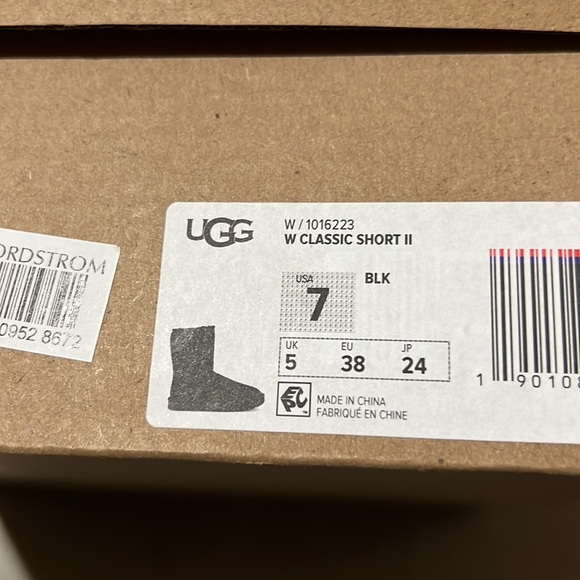 UGG
W / 1016223
W CLASSIC SHORT II
USA
7
BLK
UK EU JP
5 38 24
MADE IN CHINA
FABRIQUÉ EN CHINE
1 90108
ORDSTROM
0952 8672